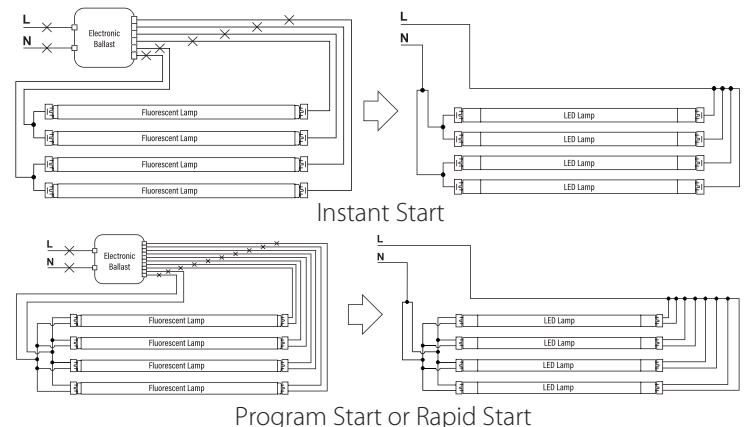 L
N
Electronic
Ballast
Fluorescent Lamp
Fluorescent Lamp
Fluorescent Lamp
Fluorescent Lamp
L
N
LED Lamp
LED Lamp
LED Lamp
LED Lamp
Instant Start
L
N
Electronic
Ballast
Fluorescent Lamp
Fluorescent Lamp
Fluorescent Lamp
Fluorescent Lamp
L
N
LED Lamp
LED Lamp
LED Lamp
LED Lamp
Program Start or Rapid Start